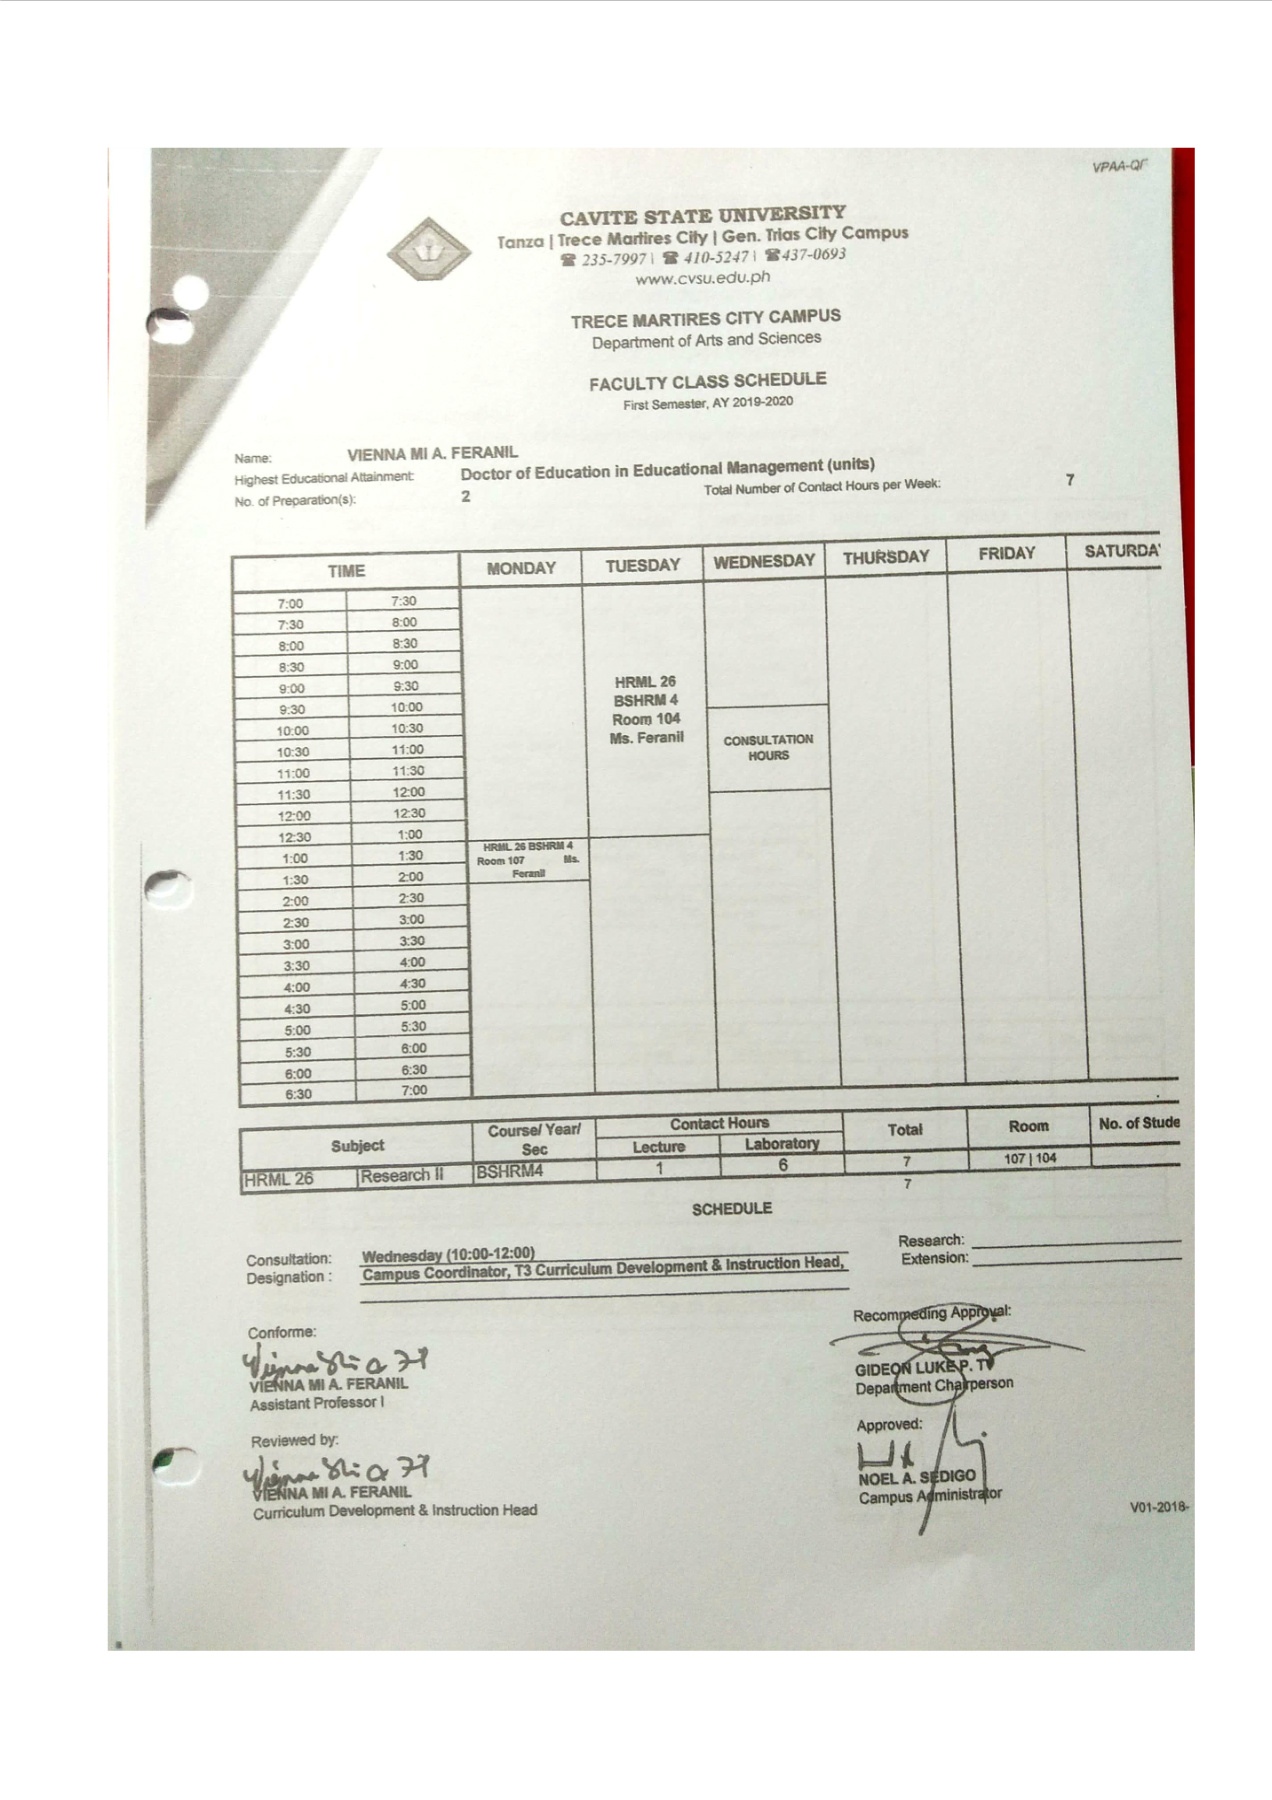 VPAA-QF
CAVITE STATE UNIVERSITY
Tanza | Trece Martires City | Gen. Trias City Campus
☎ 235-7997 | ☎ 410-5247 | ☎437-0693
www.cvsu.edu.ph
TRECE MARTIRES CITY CAMPUS
Department of Arts and Sciences
FACULTY CLASS SCHEDULE
First Semester, AY 2019-2020
Name: VIENNA MI A. FERANIL
Highest Educational Attainment: Doctor of Education in Educational Management (units)
No. of Preparation(s): 2 Total Number of Contact Hours per Week: 7
TIME MONDAY TUESDAY WEDNESDAY THURSDAY FRIDAY SATURDA
7:00 7:30
7:30 8:00
8:00 8:30
8:30 9:00
9:00 9:30
9:30 10:00
10:00 10:30
10:30 11:00
11:00 11:30
11:30 12:00
12:00 12:30
12:30 1:00
1:00 1:30
1:30 2:00
2:00 2:30
2:30 3:00
3:00 3:30
3:30 4:00
4:00 4:30
4:30 5:00
5:00 5:30
5:30 6:00
6:00 6:30
6:30 7:00
HRML 26 BSHRM 4
Room 107 Ms.
Feranil
HRML 26
BSHRM 4
Room 104
Ms. Feranil
CONSULTATION
HOURS
Subject Course/ Year/ Sec Contact Hours Total Room No. of Stude
Lecture Laboratory
HRML 26 Research II BSHRM4 1 6 7 107 | 104
7
SCHEDULE
Consultation: Wednesday (10:00-12:00)
Designation : Campus Coordinator, T3 Curriculum Development & Instruction Head,
Research:
Extension:
Conforme:
VIENNA MI A. FERANIL
Assistant Professor I
Reviewed by:
VIENNA MI A. FERANIL
Curriculum Development & Instruction Head
Recommeding Approval:
GIDEON LUKE P. TY
Department Chairperson
Approved:
NOEL A. SEDIGO
Campus Administrator
V01-2018-